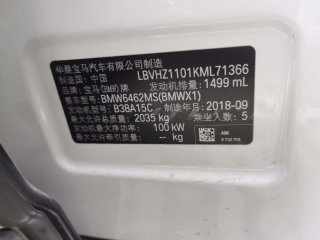 华晨宝马汽车有限公司制造
制造国: 中国 LBVHZ1101KML71366
发动机排量: 1499 mL
品牌: 宝马(BMW)牌
整车型号: BMW6462MS(BMWX1)
发动机型号: B38A15C 制造年月: 2018-09
最大允许总质量: 2035 kg 乘坐人数: 5
发动机最大净功率: 100 kW